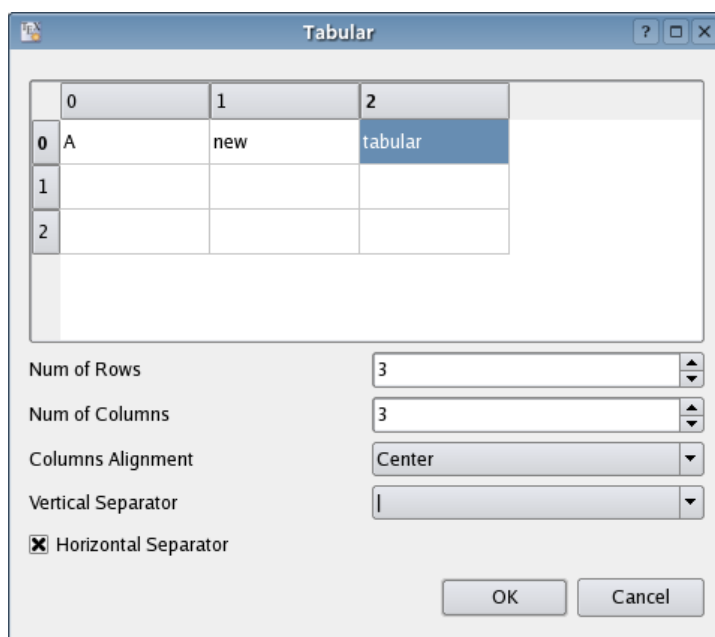 Tabular
0 1 2
0 A new tabular
1
2
Num of Rows 3
Num of Columns 3
Columns Alignment Center
Vertical Separator |
Horizontal Separator
OK Cancel